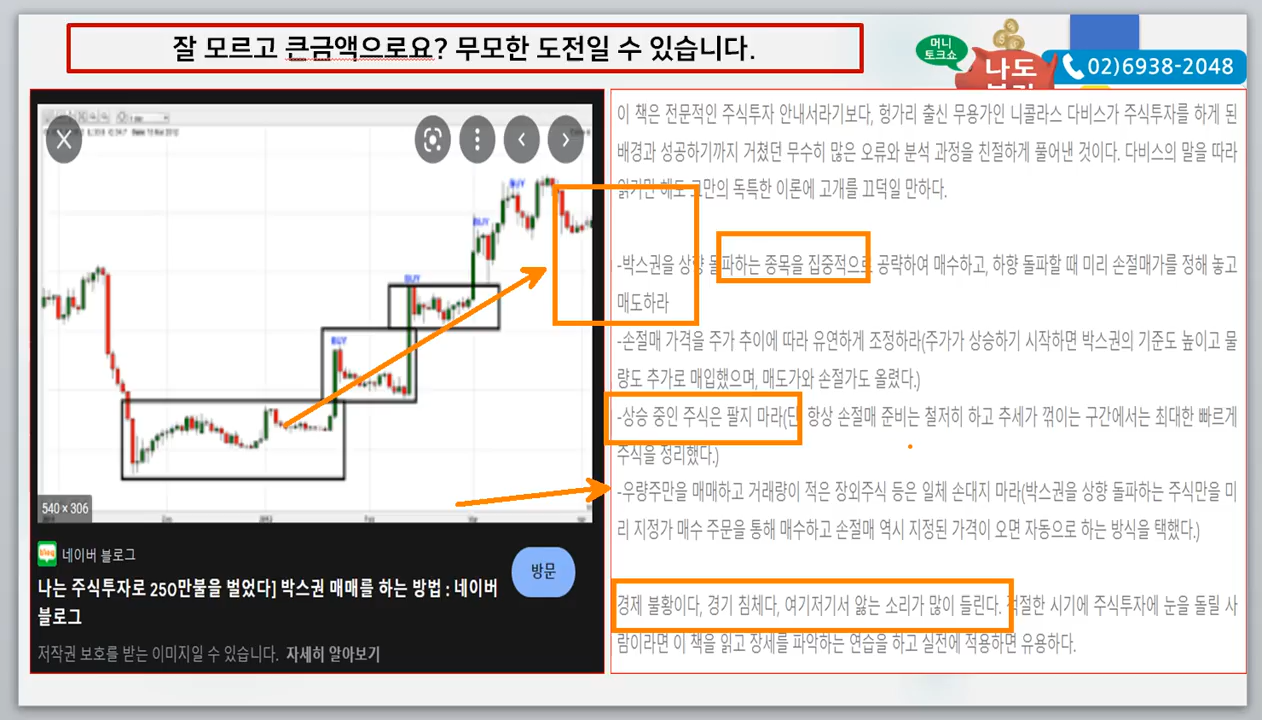 잘 모르고 큰금액으로요? 무모한 도전일 수 있습니다.
머니
토크쇼
나도
02)6938-2048
BUY
BUY
BUY
BUY
540 × 306
blog 네이버 블로그
나는 주식투자로 250만불을 벌었다] 박스권 매매를 하는 방법 : 네이버
블로그
방문
저작권 보호를 받는 이미지일 수 있습니다. 자세히 알아보기
이 책은 전문적인 주식투자 안내서라기보다, 헝가리 출신 무용가인 니콜라스 다비스가 주식투자를 하게 된
배경과 성공하기까지 거쳤던 무수히 많은 오류와 분석 과정을 친절하게 풀어낸 것이다. 다비스의 말을 따라
읽기만 해도 그만의 독특한 이론에 고개를 끄덕일 만하다.
-박스권을 상향 돌파하는 종목을 집중적으로 공략하여 매수하고, 하향 돌파할 때 미리 손절매가를 정해 놓고
매도하라
-손절매 가격을 주가 추이에 따라 유연하게 조정하라(주가가 상승하기 시작하면 박스권의 기준도 높이고 물
량도 추가로 매입했으며, 매도가와 손절가도 올렸다.)
-상승 중인 주식은 팔지 마라(단 항상 손절매 준비는 철저히 하고 추세가 꺾이는 구간에서는 최대한 빠르게
주식을 정리했다.)
-우량주만을 매매하고 거래량이 적은 장외주식 등은 일체 손대지 마라(박스권을 상향 돌파하는 주식만을 미
리 지정가 매수 주문을 통해 매수하고 손절매 역시 지정된 가격이 오면 자동으로 하는 방식을 택했다.)
경제 불황이다, 경기 침체다, 여기저기서 앓는 소리가 많이 들린다. 적절한 시기에 주식투자에 눈을 돌릴 사
람이라면 이 책을 읽고 장세를 파악하는 연습을 하고 실전에 적용하면 유용하다.